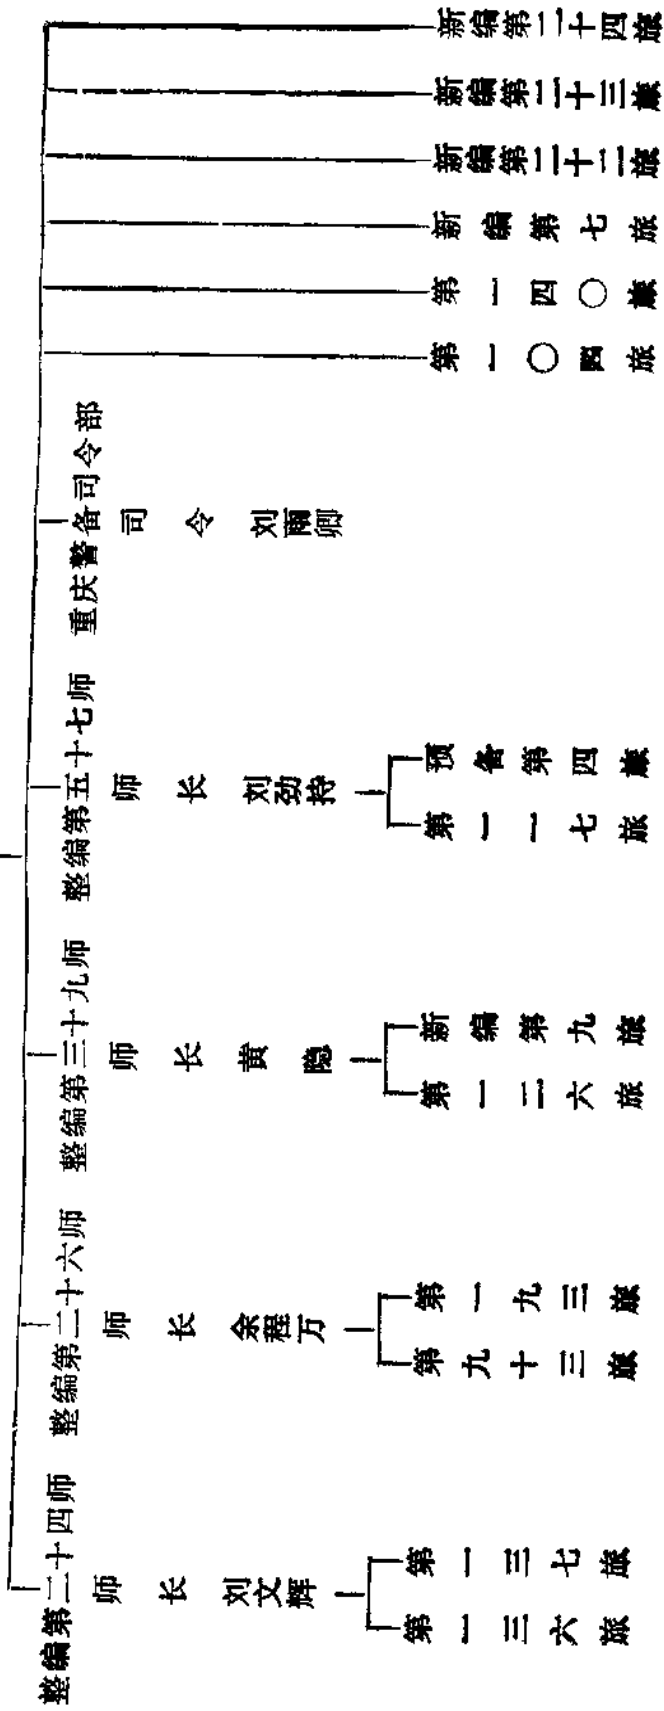 整编第二十四师
师长 刘文辉
第一三六旅
第一三七旅
整编第二十六师
师长 余程万
第九十三旅
第一九三旅
整编第三十九师
师长 黄隐
第一二六旅
新编第九旅
整编第五十七师
师长 刘劲持
第一一七旅
预备第四旅
重庆警备司令部
司令 刘雨卿
第一〇四旅
第一四〇旅
新编第七旅
新编第二十二旅
新编第二十三旅
新编第二十四旅